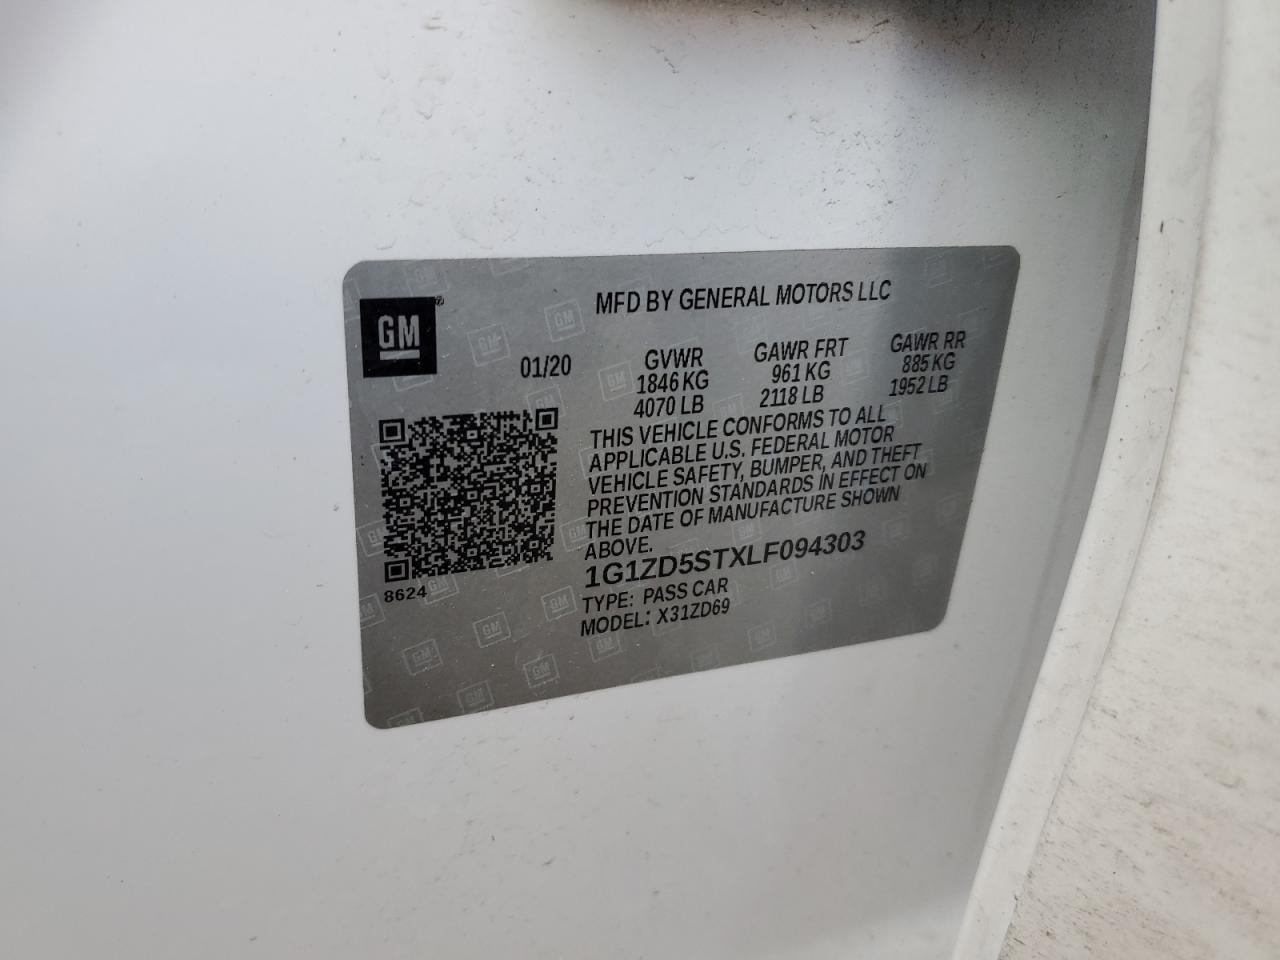 MFD BY GENERAL MOTORS LLC
GM®
01/20
GVWR GAWR FRT GAWR RR
1846 KG 961 KG 885 KG
4070 LB 2118 LB 1952 LB
THIS VEHICLE CONFORMS TO ALL
APPLICABLE U.S. FEDERAL MOTOR
VEHICLE SAFETY, BUMPER, AND THEFT
PREVENTION STANDARDS IN EFFECT ON
THE DATE OF MANUFACTURE SHOWN
ABOVE.
8624
1G1ZD5STXLF094303
TYPE: PASS CAR
MODEL: X31ZD69